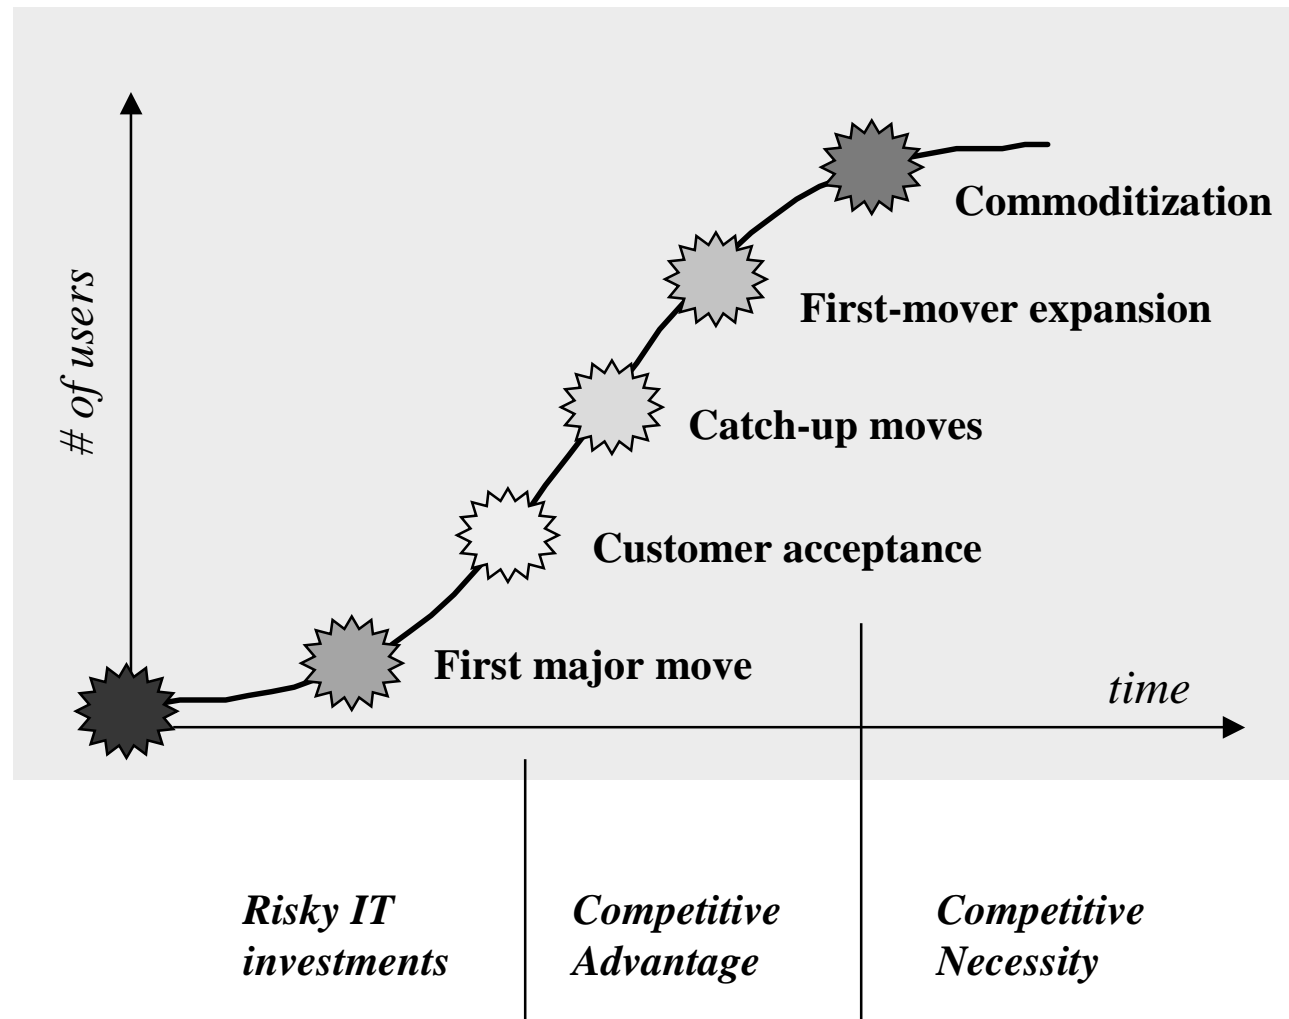 Commoditization
First-mover expansion
# of users
Catch-up moves
Customer acceptance
First major move
time
Risky IT
investments
Competitive
Advantage
Competitive
Necessity